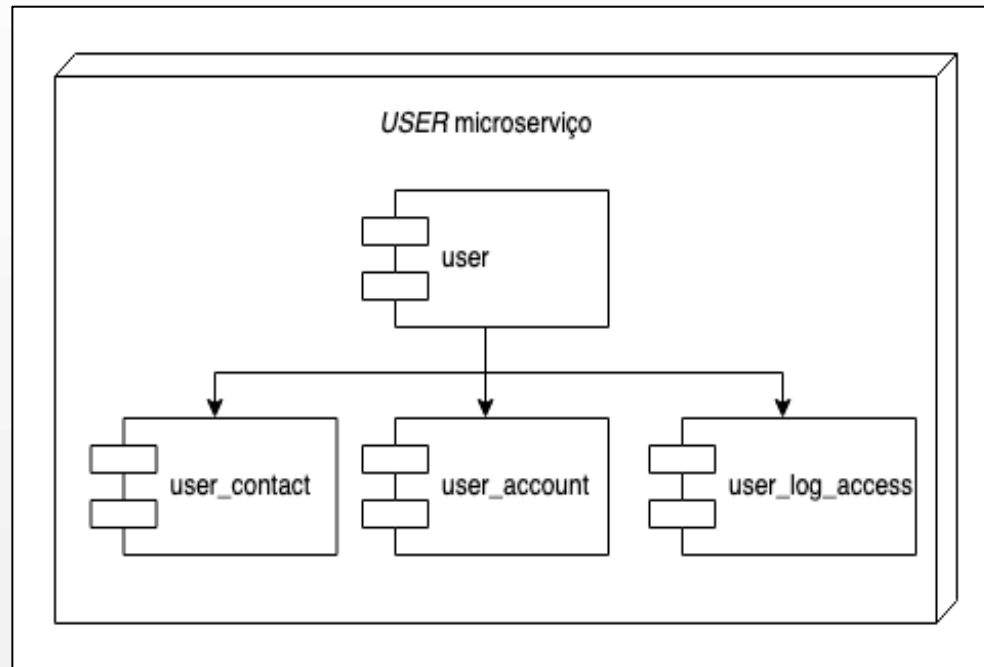 USER microserviço
user
user_contact
user_account
user_log_access